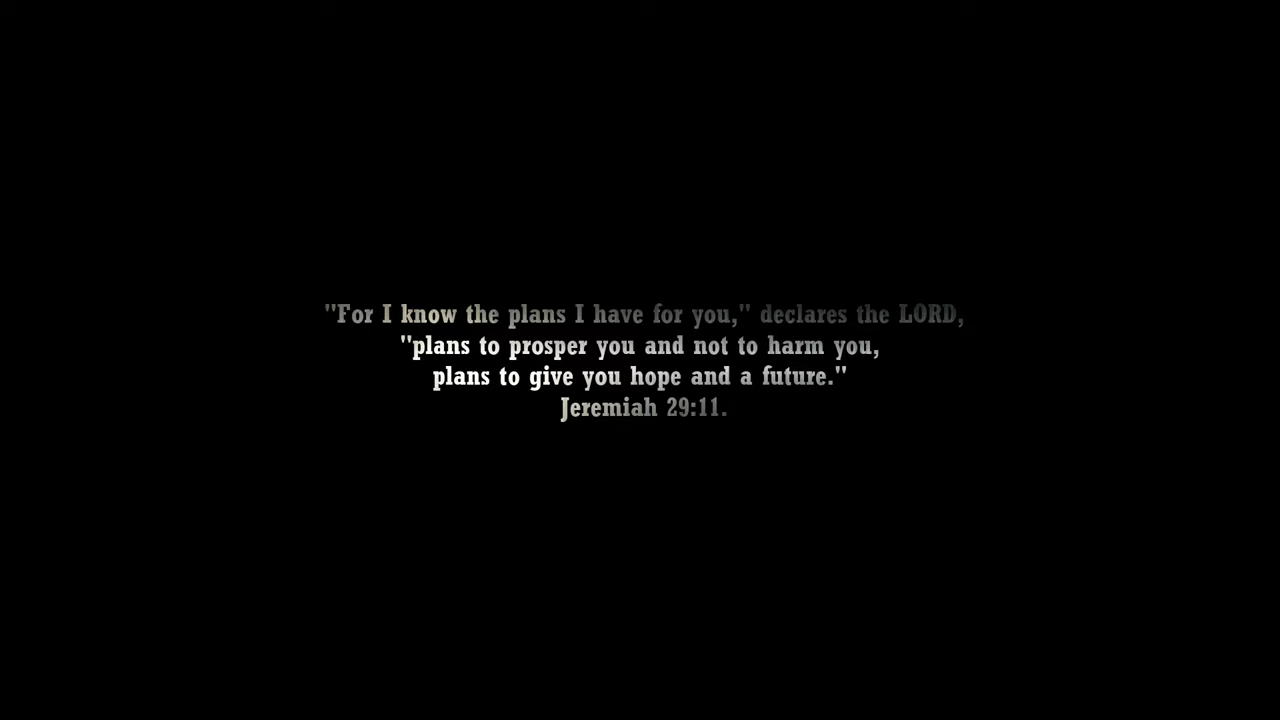 "For I know the plans I have for you," declares the LORD,
"plans to prosper you and not to harm you,
plans to give you hope and a future."
Jeremiah 29:11.